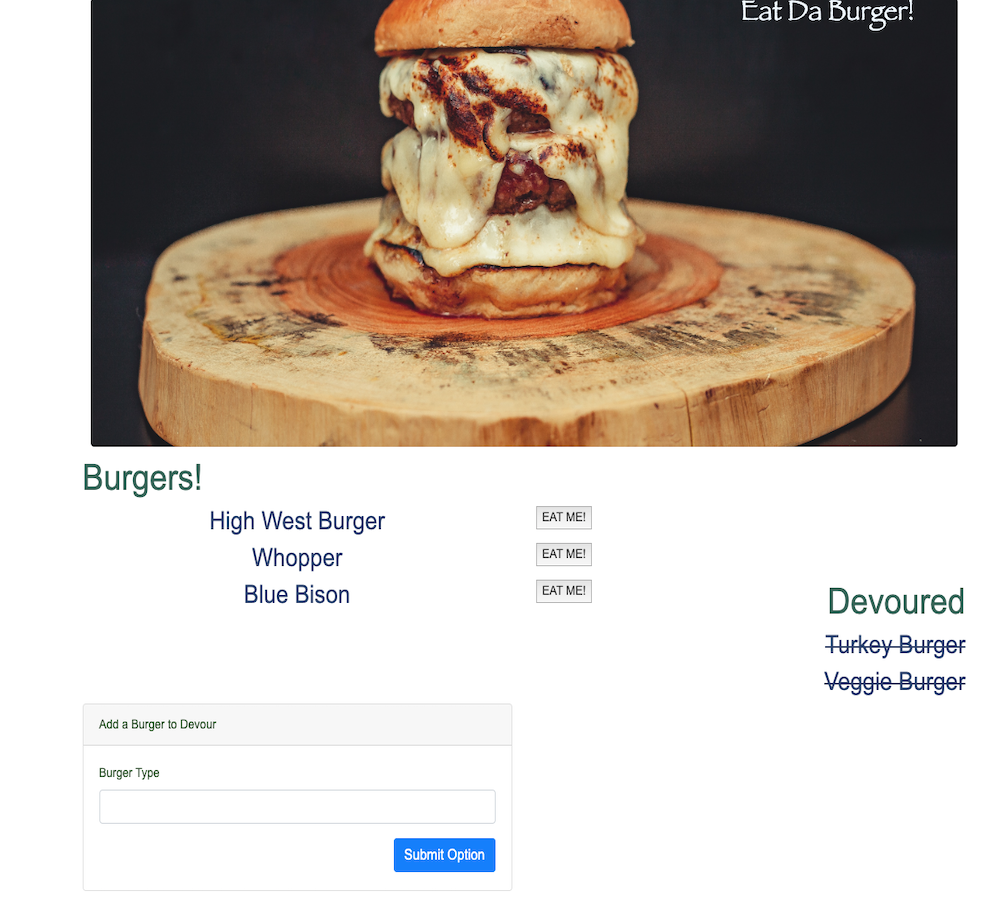 Eat Da Burger!
Burgers!
High West Burger EAT ME!
Whopper EAT ME!
Blue Bison EAT ME!
Devoured
Turkey Burger
Veggie Burger
Add a Burger to Devour
Burger Type
Submit Option